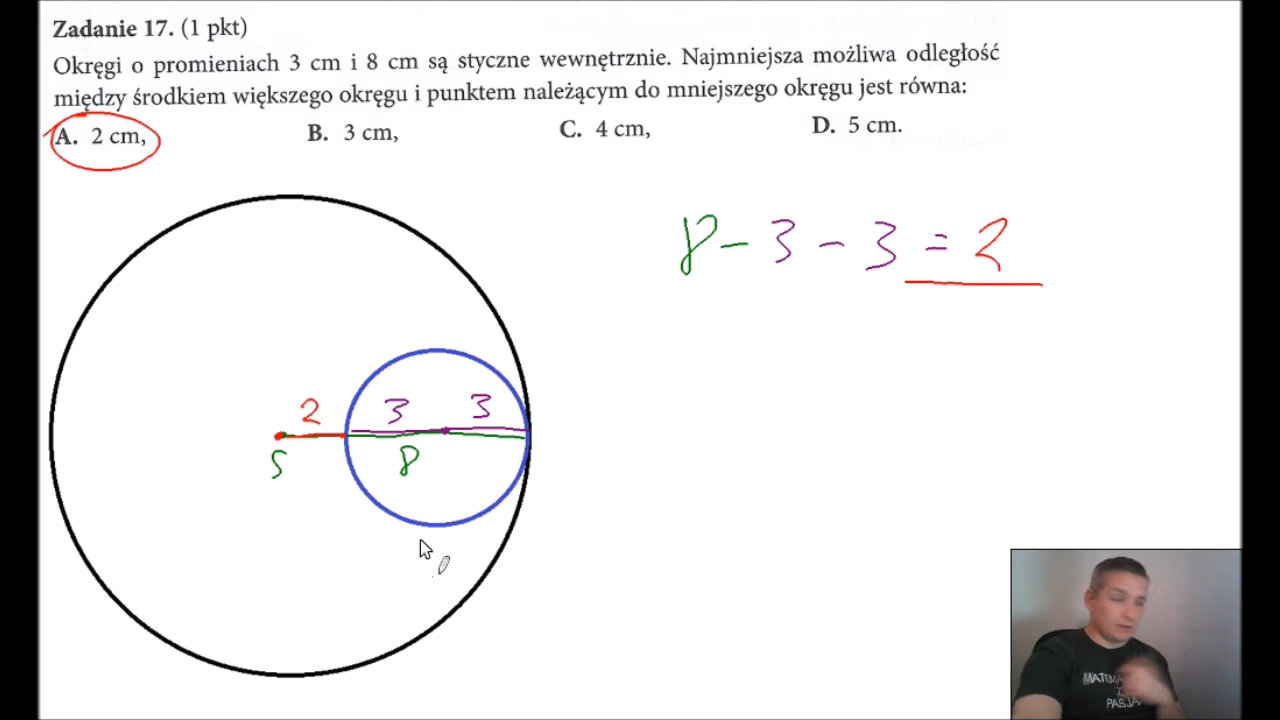 Zadanie 17. (1 pkt)
Okręgi o promieniach 3 cm i 8 cm są styczne wewnętrznie. Najmniejsza możliwa odległość
między środkiem większego okręgu i punktem należącym do mniejszego okręgu jest równa:
A. 2 cm, B. 3 cm, C. 4 cm, D. 5 cm.
8 - 3 - 3 = 2
2 3 3
S 8
MATEMA
Z
PASJĄ